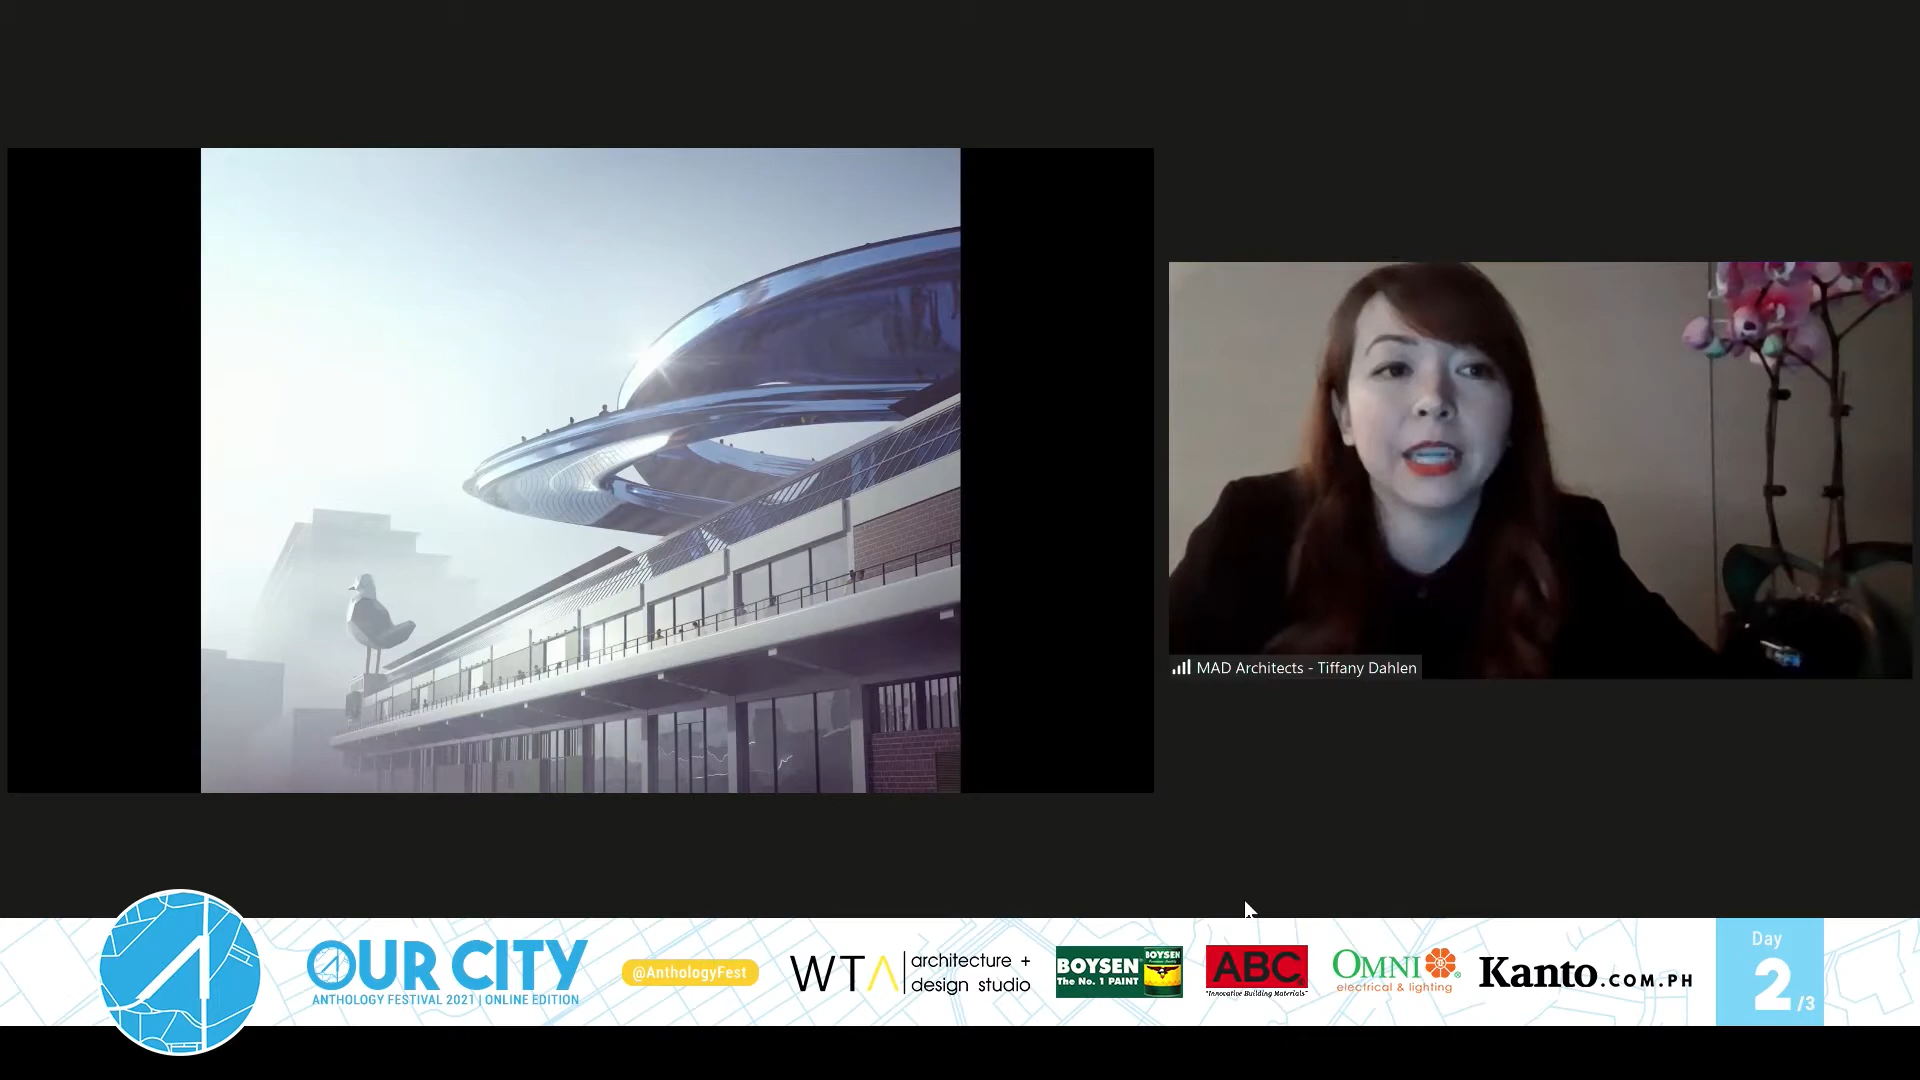 MAD Architects - Tiffany Dahlen
OUR CITY
ANTHOLOGY FESTIVAL 2021 | ONLINE EDITION
@AnthologyFest
WTA
architecture +
design studio
BOYSEN
The No. 1 PAINT
BOYSEN
ABC
"Innovative Building Materials"
OMNI
electrical & lighting
Kanto.COM.PH
Day
2/3